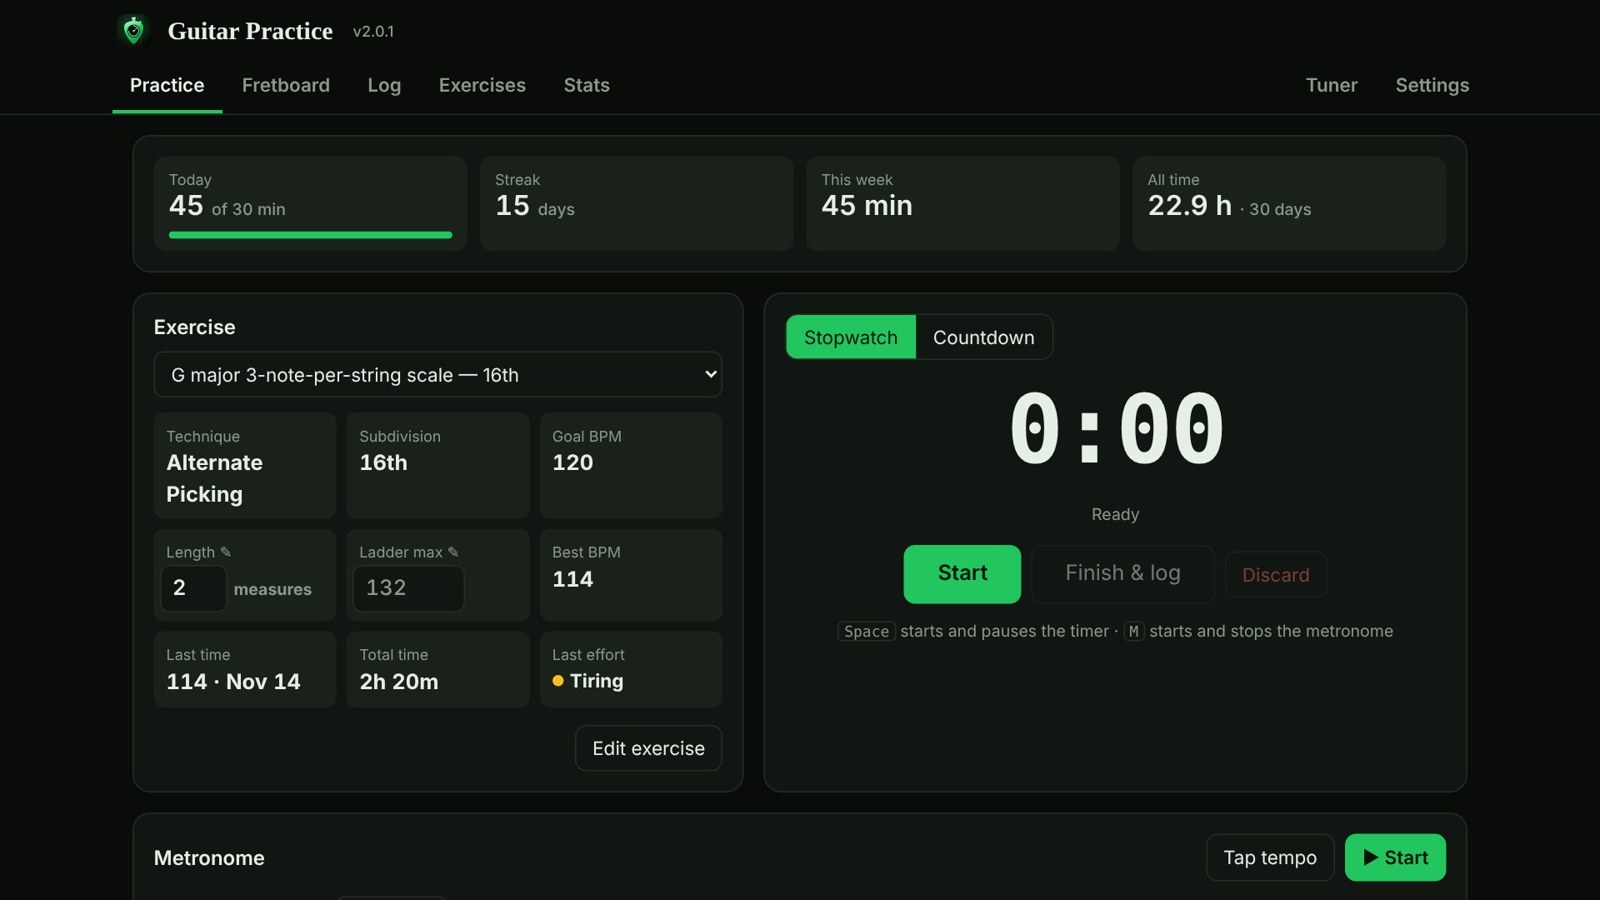 Guitar Practice v2.0.1
Practice Fretboard Log Exercises Stats Tuner Settings
Today
45 of 30 min
Streak
15 days
This week
45 min
All time
22.9 h · 30 days
Exercise
G major 3-note-per-string scale — 16th
Technique
Alternate
Picking
Subdivision
16th
Goal BPM
120
Length ✎
2 measures
Ladder max ✎
132
Best BPM
114
Last time
114 · Nov 14
Total time
2h 20m
Last effort
Tiring
Edit exercise
Stopwatch Countdown
0:00
Ready
Start Finish & log Discard
Space starts and pauses the timer · M starts and stops the metronome
Metronome
Tap tempo ▶ Start